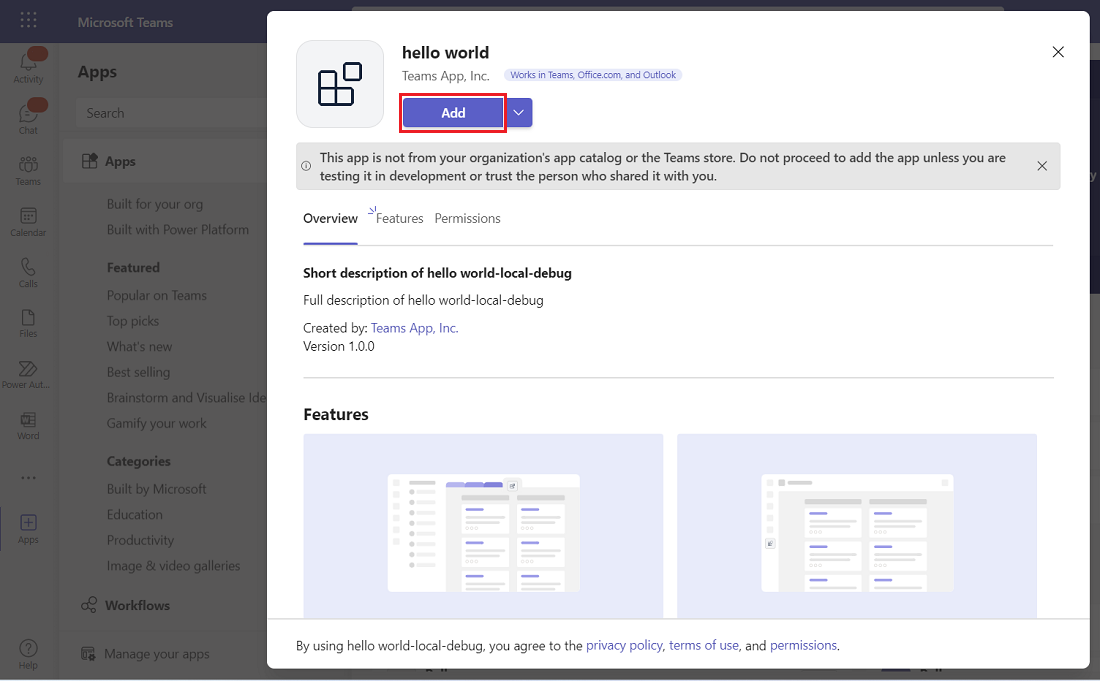 Microsoft Teams
Activity
Chat
Teams
Calendar
Calls
Files
Power Aut...
Word
Apps
Help
Apps
Search
Apps
Built for your org
Built with Power Platform
Featured
Popular on Teams
Top picks
What's new
Best selling
Brainstorm and Visualise Ide
Gamify your work
Categories
Built by Microsoft
Education
Productivity
Image & video galleries
Workflows
Manage your apps
hello world
Teams App, Inc. Works in Teams, Office.com, and Outlook
Add
This app is not from your organization's app catalog or the Teams store. Do not proceed to add the app unless you are
testing it in development or trust the person who shared it with you.
Overview Features Permissions
Short description of hello world-local-debug
Full description of hello world-local-debug
Created by: Teams App, Inc.
Version 1.0.0
Features
By using hello world-local-debug, you agree to the privacy policy, terms of use, and permissions.